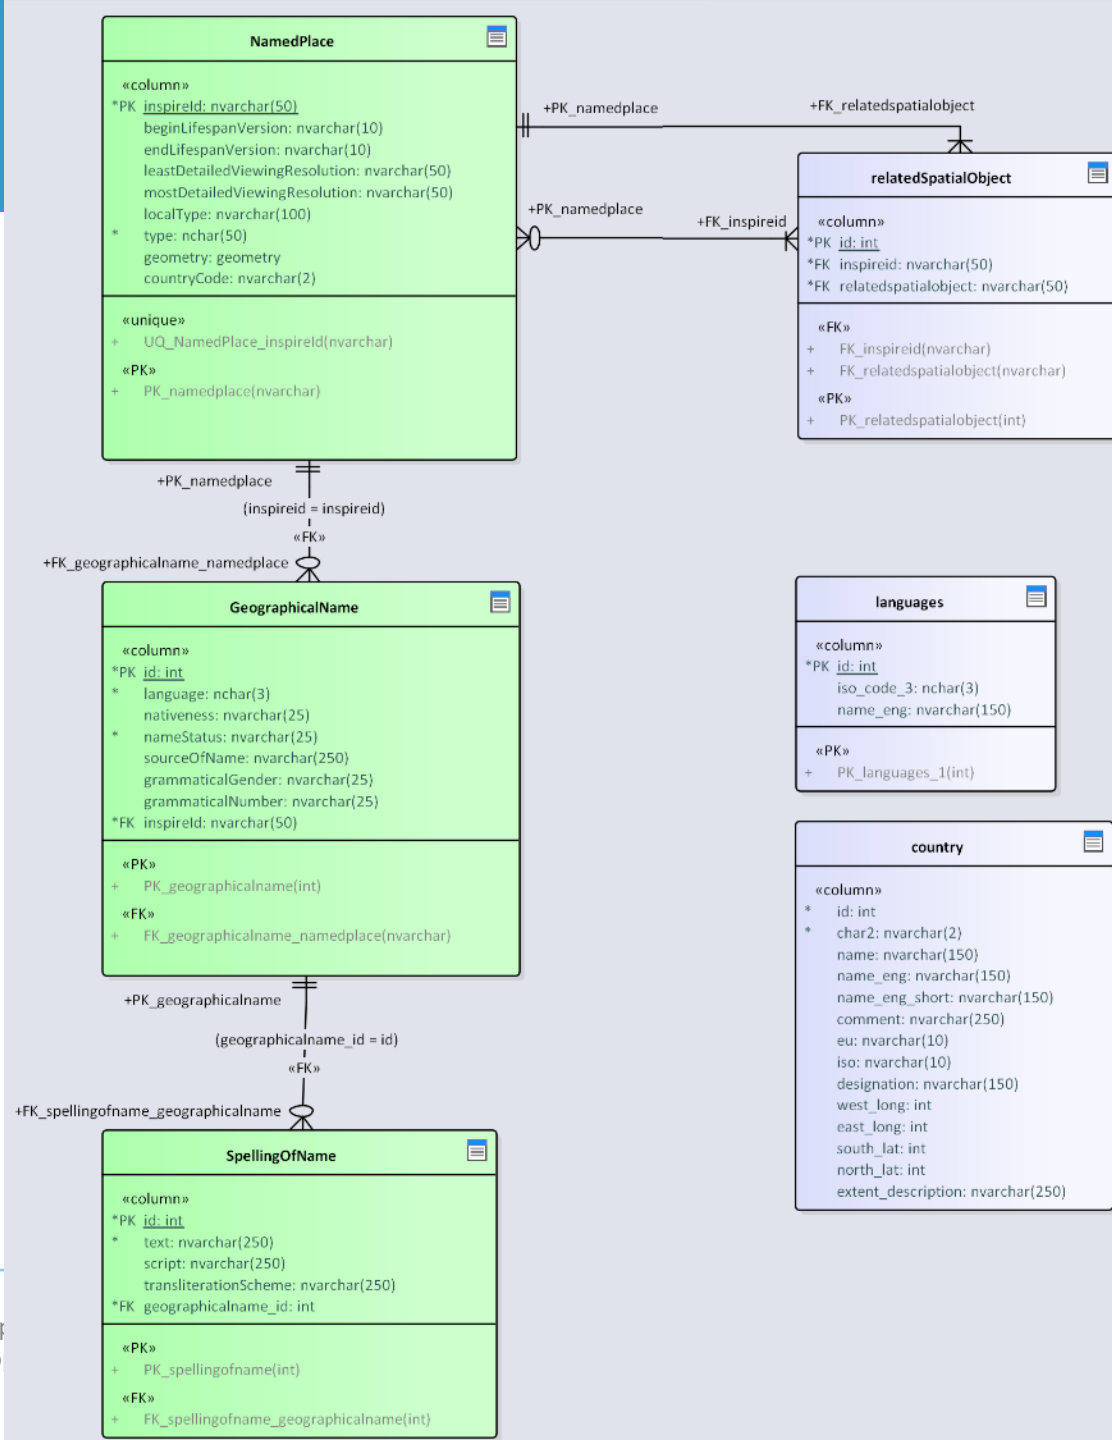 NamedPlace
«column»
*PK inspireId: nvarchar(50)
beginLifespanVersion: nvarchar(10)
endLifespanVersion: nvarchar(10)
leastDetailedViewingResolution: nvarchar(50)
mostDetailedViewingResolution: nvarchar(50)
localType: nvarchar(100)
* type: nchar(50)
geometry: geometry
countryCode: nvarchar(2)
«unique»
+ UQ_NamedPlace_inspireId(nvarchar)
«PK»
+ PK_namedplace(nvarchar)
+PK_namedplace
+FK_relatedspatialobject
+PK_namedplace
+FK_inspireid
relatedSpatialObject
«column»
*PK id: int
*FK inspireid: nvarchar(50)
*FK relatedspatialobject: nvarchar(50)
«FK»
+ FK_inspireid(nvarchar)
+ FK_relatedspatialobject(nvarchar)
«PK»
+ PK_relatedspatialobject(int)
+PK_namedplace
(inspireid = inspireid)
«FK»
+FK_geographicalname_namedplace
GeographicalName
«column»
*PK id: int
* language: nchar(3)
nativeness: nvarchar(25)
* nameStatus: nvarchar(25)
sourceOfName: nvarchar(250)
grammaticalGender: nvarchar(25)
grammaticalNumber: nvarchar(25)
*FK inspireId: nvarchar(50)
«PK»
+ PK_geographicalname(int)
«FK»
+ FK_geographicalname_namedplace(nvarchar)
languages
«column»
*PK id: int
iso_code_3: nchar(3)
name_eng: nvarchar(150)
«PK»
+ PK_languages_1(int)
country
«column»
* id: int
* char2: nvarchar(2)
name: nvarchar(150)
name_eng: nvarchar(150)
name_eng_short: nvarchar(150)
comment: nvarchar(250)
eu: nvarchar(10)
iso: nvarchar(10)
designation: nvarchar(150)
west_long: int
east_long: int
south_lat: int
north_lat: int
extent_description: nvarchar(250)
+PK_geographicalname
(geographicalname_id = id)
«FK»
+FK_spellingofname_geographicalname
SpellingOfName
«column»
*PK id: int
* text: nvarchar(250)
script: nvarchar(250)
transliterationScheme: nvarchar(250)
*FK geographicalname_id: int
«PK»
+ PK_spellingofname(int)
«FK»
+ FK_spellingofname_geographicalname(int)